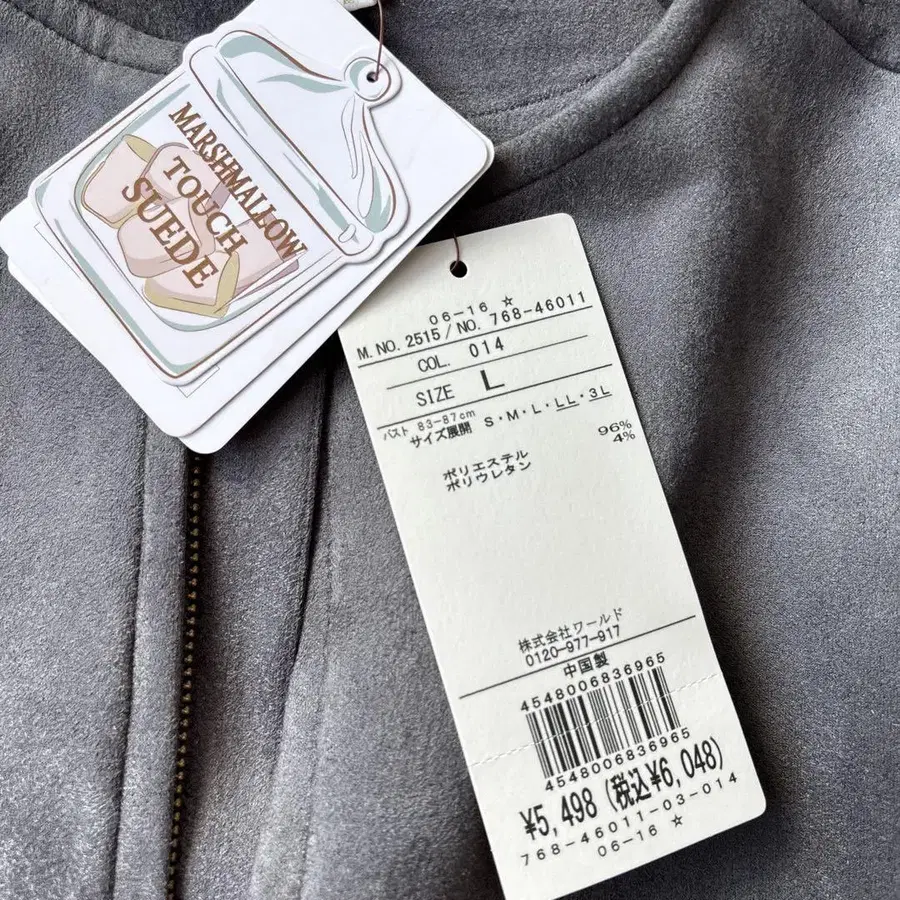 MARSHMALLOW
TOUCH
SUEDE
06-16 ☆
M. NO. 2515/NO. 768-46011
COL. 014
SIZE L
バスト 83-87cm
サイズ展開 S・M・L・LL・3L
ポリエステル 96%
ポリウレタン 4%
株式会社ワールド
0120-977-917
中国製
4548006836965
4548006836965
¥5,498 (税込¥6,048)
768-46011-03-014
06-16 ☆